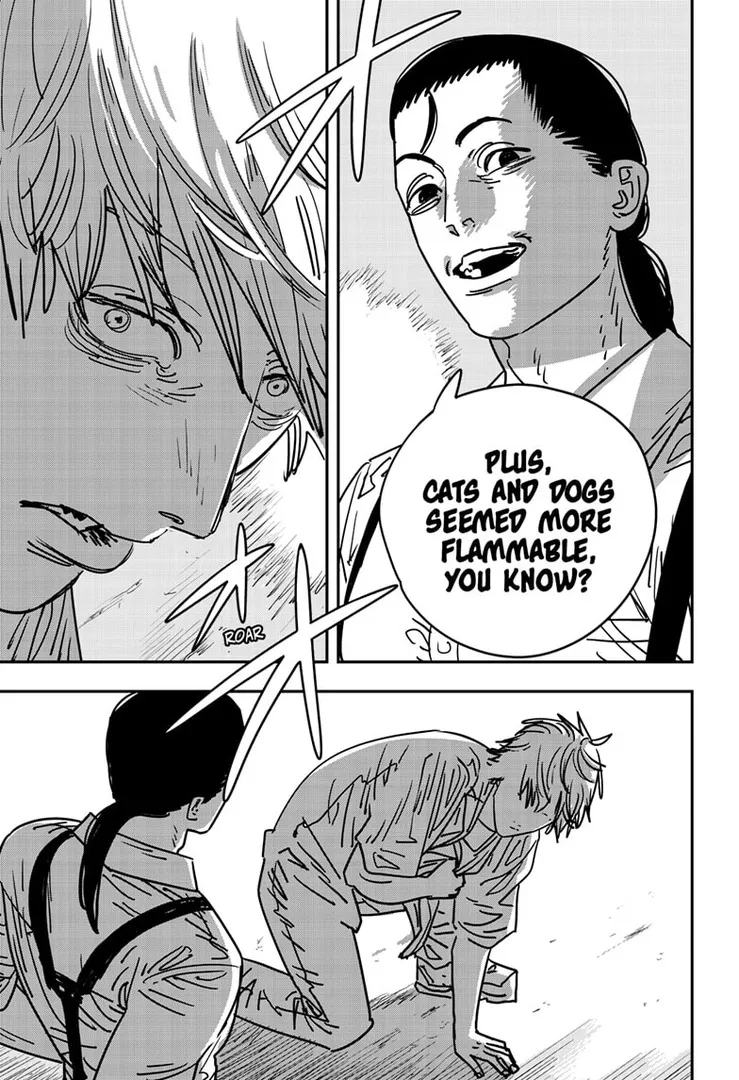 PLUS,
CATS AND DOGS
SEEMED MORE
FLAMMABLE,
YOU KNOW?
ROAR